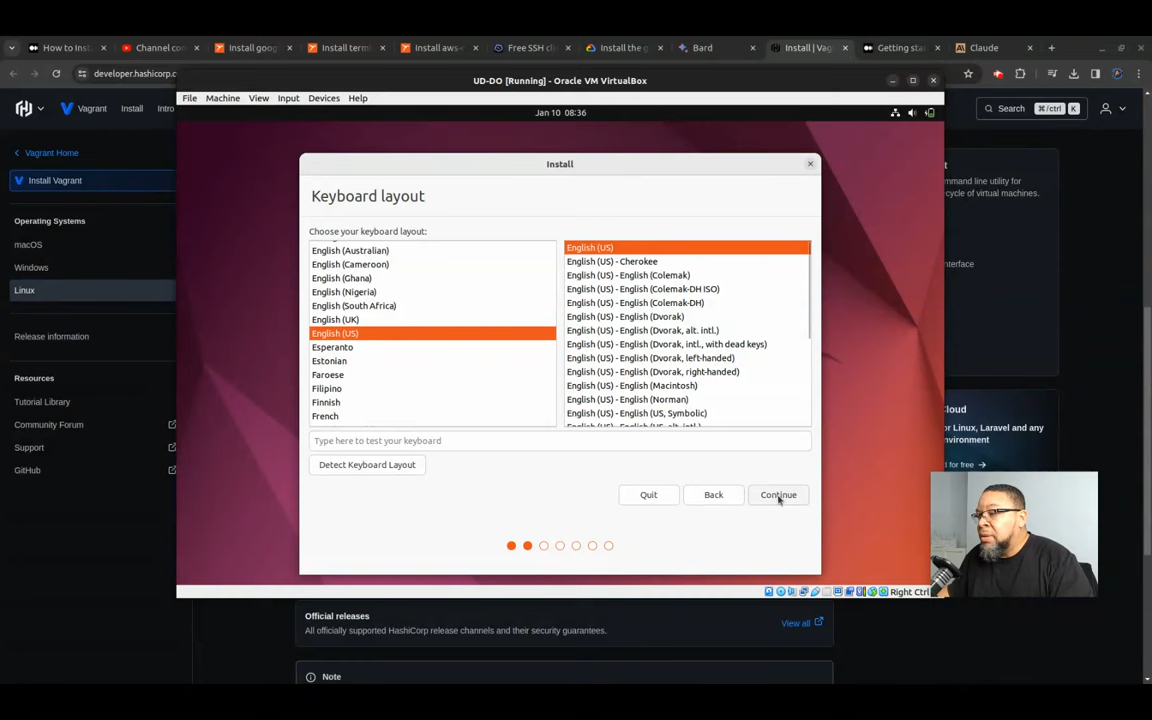 How to Inst
Channel con
Install goog
Install term
Install aws-c
Free SSH cli
Install the g
Bard
Install | Vag
Getting sta
Claude
developer.hashicorp.c
UD-DO [Running] - Oracle VM VirtualBox
File Machine View Input Devices Help
Vagrant Install Intro
Search ⌘/ctrl K
Jan 10 08:36
Vagrant Home
Install Vagrant
Operating Systems
macOS
Windows
Linux
Release information
Resources
Tutorial Library
Community Forum
Support
GitHub
Install
Keyboard layout
Choose your keyboard layout:
English (Australian)
English (Cameroon)
English (Ghana)
English (Nigeria)
English (South Africa)
English (UK)
English (US)
Esperanto
Estonian
Faroese
Filipino
Finnish
French
English (US)
English (US) - Cherokee
English (US) - English (Colemak)
English (US) - English (Colemak-DH ISO)
English (US) - English (Colemak-DH)
English (US) - English (Dvorak)
English (US) - English (Dvorak, alt. intl.)
English (US) - English (Dvorak, intl., with dead keys)
English (US) - English (Dvorak, left-handed)
English (US) - English (Dvorak, right-handed)
English (US) - English (Macintosh)
English (US) - English (Norman)
English (US) - English (US, Symbolic)
Type here to test your keyboard
Detect Keyboard Layout
Quit Back Continue
Right Ctrl
mmand line utility for
cycle of virtual machines.
nterface
Cloud
or Linux, Laravel and any
nvironment
d for free →
Official releases
All officially supported HashiCorp release channels and their security guarantees.
View all
Note